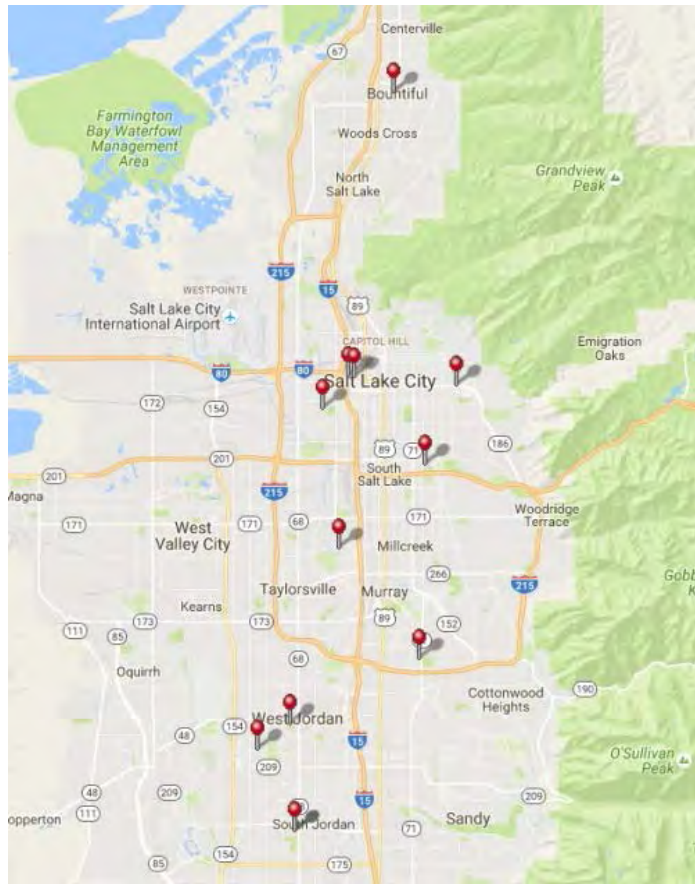 Centerville
67
Bountiful
Farmington
Bay Waterfowl
Management
Area
Woods Cross
Grandview
Peak
North
Salt Lake
215
WESTPOINTE
15
89
Salt Lake City
International Airport
CAPITOL HILL
Emigration
Oaks
80
80
Salt Lake City
172
154
186
89
71
201
201
South
Salt Lake
215
Magna
171
West
Valley City
171
68
171
Woodridge
Terrace
Millcreek
266
215
Taylorsville
Murray
Kearns
111
85
173
173
89
152
68
Oquirrh
190
Cottonwood
Heights
West Jordan
48
154
15
209
O'Sullivan
Peak
48
111
209
15
209
opperton
South Jordan
71
Sandy
85
154
175